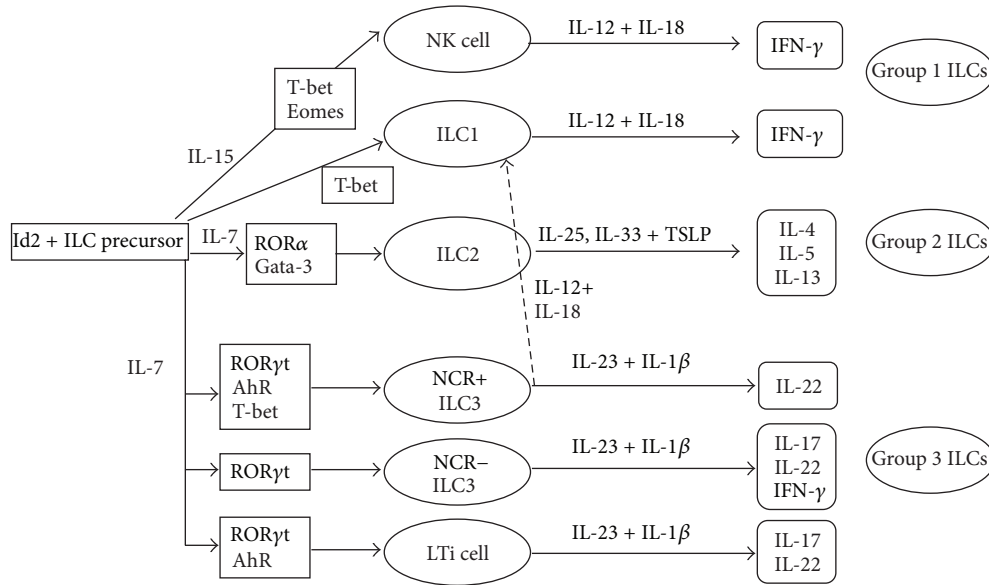 NK cell
IL-12 + IL-18
IFN-γ
Group 1 ILCs
T-bet
Eomes
IL-15
ILC1
IL-12 + IL-18
IFN-γ
T-bet
Id2 + ILC precursor
IL-7
RORα
Gata-3
ILC2
IL-25, IL-33 + TSLP
IL-4
IL-5
IL-13
Group 2 ILCs
IL-12+
IL-18
IL-7
RORγt
AhR
T-bet
NCR+
ILC3
IL-23 + IL-1β
IL-22
RORγt
NCR−
ILC3
IL-23 + IL-1β
IL-17
IL-22
IFN-γ
Group 3 ILCs
RORγt
AhR
LTi cell
IL-23 + IL-1β
IL-17
IL-22